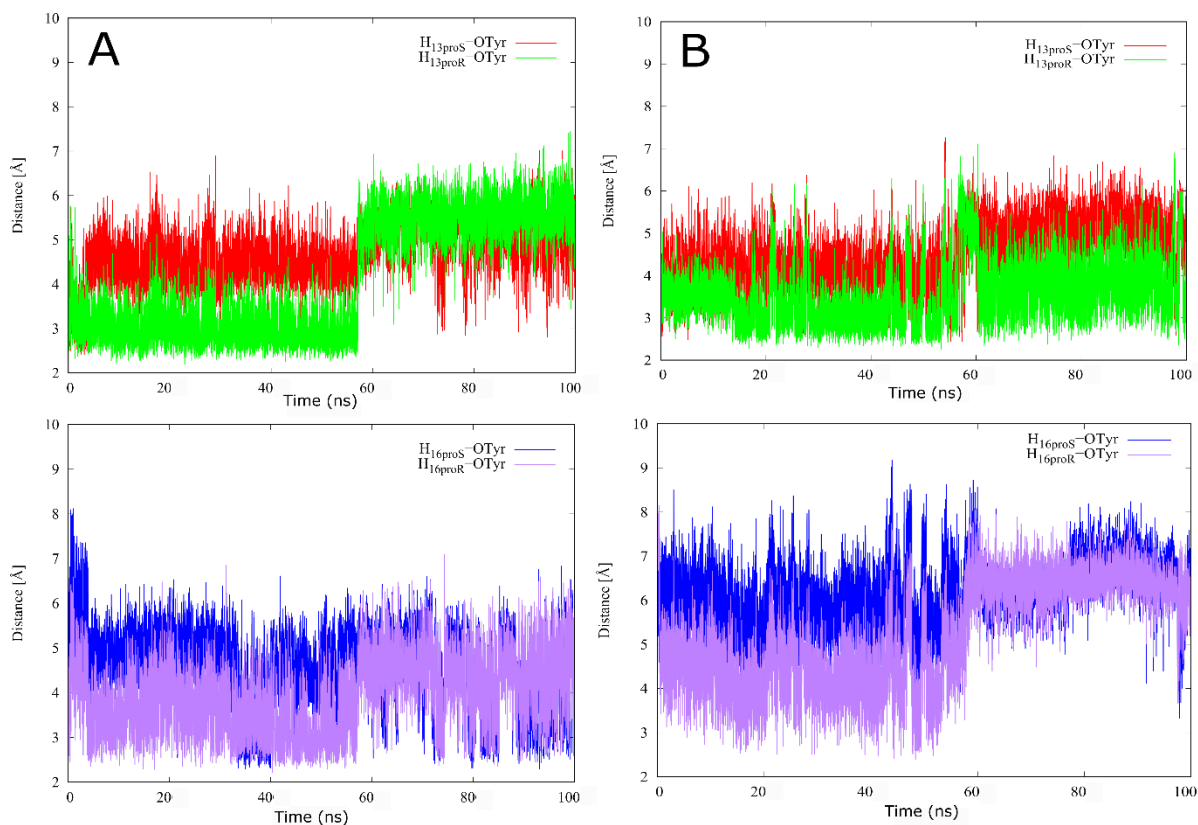 A
H13proS−OTyr
H13proR−OTyr
Distance [Å]
10
9
8
7
6
5
4
3
2
0 20 40 60 80 100
Time (ns)
B
H13proS−OTyr
H13proR−OTyr
Distance [Å]
10
9
8
7
6
5
4
3
2
0 20 40 60 80 100
Time (ns)
H16proS−OTyr
H16proR−OTyr
Distance [Å]
10
9
8
7
6
5
4
3
2
0 20 40 60 80 100
Time (ns)
H16proS−OTyr
H16proR−OTyr
Distance [Å]
10
9
8
7
6
5
4
3
2
0 20 40 60 80 100
Time (ns)